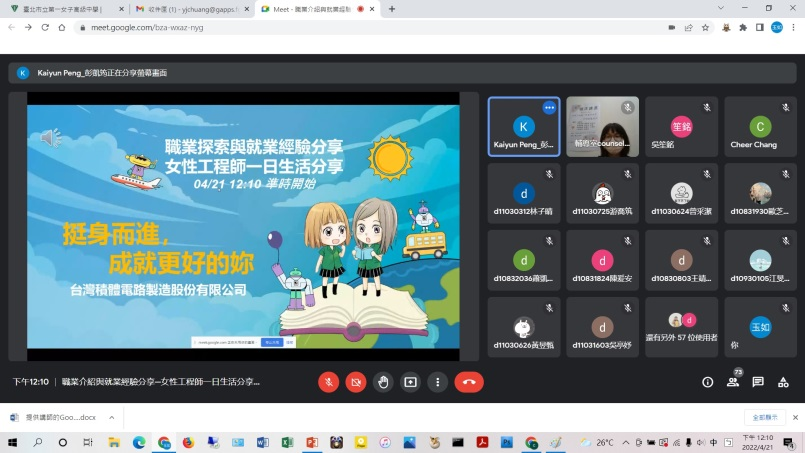 臺北市立第一女子高級中學 |
收件匣 (1) - yjchuang@gapps.f
Meet - 職業介紹與就業經驗
meet.google.com/bza-wxaz-nyg
K Kaiyun Peng_彭凱筠正在分享螢幕畫面
職業探索與就業經驗分享
女性工程師一日生活分享
04/21 12:10 準時開始
挺身而進,
成就更好的妳
台灣積體電路製造股份有限公司
K
Kaiyun Peng_彭...
輔導室counsel...
笙銘
吳笙銘
C
Cheer Chang
d
d11030312林子晴
d11030725游喬筑
d11030624曾采潔
d10831930歐芝...
d
d10832036蕭凱...
d
d10831824陳爰安
d
d10830803王婧...
d10930105江旻...
d11030626黃昱甄
d
d11031603吳亭妤
d
還有另外 57 位使用者
玉如
你
下午12:10 | 職業介紹與就業經驗分享─女性工程師一日生活分享...
73
提供講師的Goo....docx
全部顯示
26°C
中
下午 12:10
2022/4/21